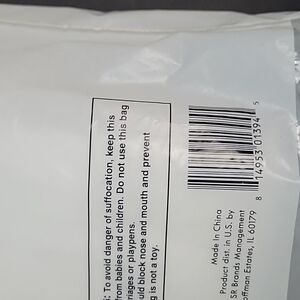 : To avoid danger of suffocation, keep this
from babies and children. Do not use this bag
riages or playpens.
uld block nose and mouth and prevent
g is not a toy.
8 14953 01394 5
Made in China
Product dist. in U.S. by
SR Brands Management
offman Estates, IL 60179